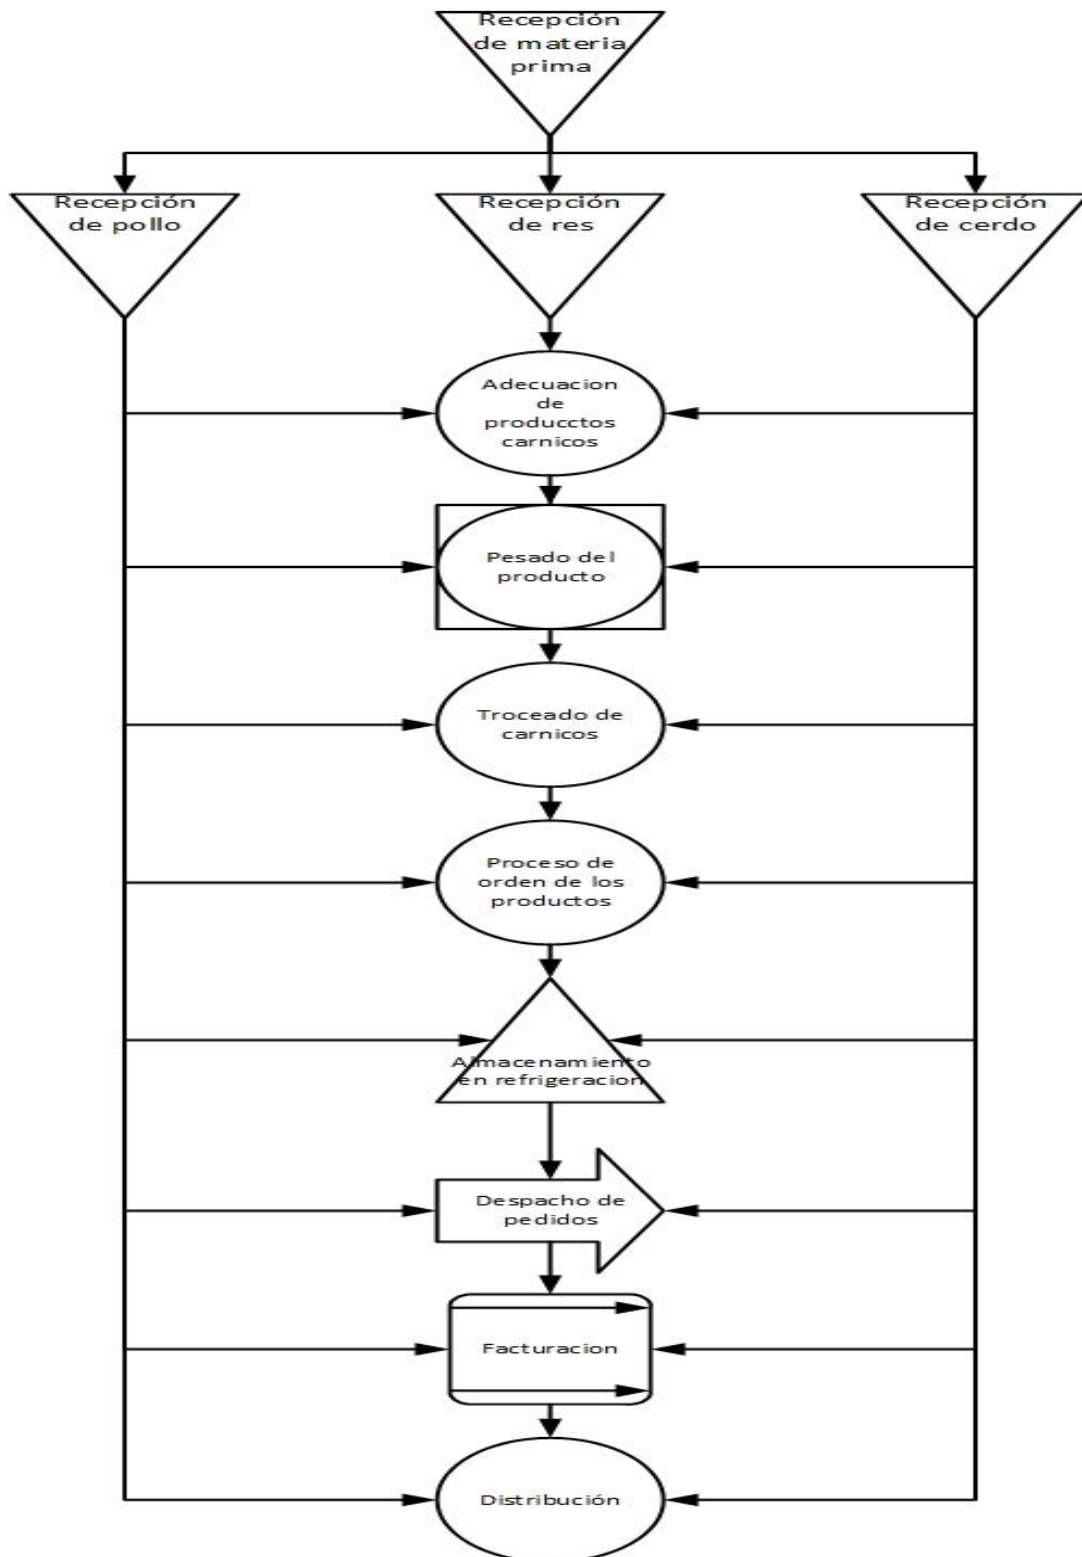 Recepción
de materia
prima
Recepción
de pollo
Recepción
de res
Recepción
de cerdo
Adecuacion
de
producctos
carnicos
Pesado del
producto
Troceado de
carnicos
Proceso de
orden de los
productos
Almacenamiento
en refrigeracion
Despacho de
pedidos
Facturacion
Distribución